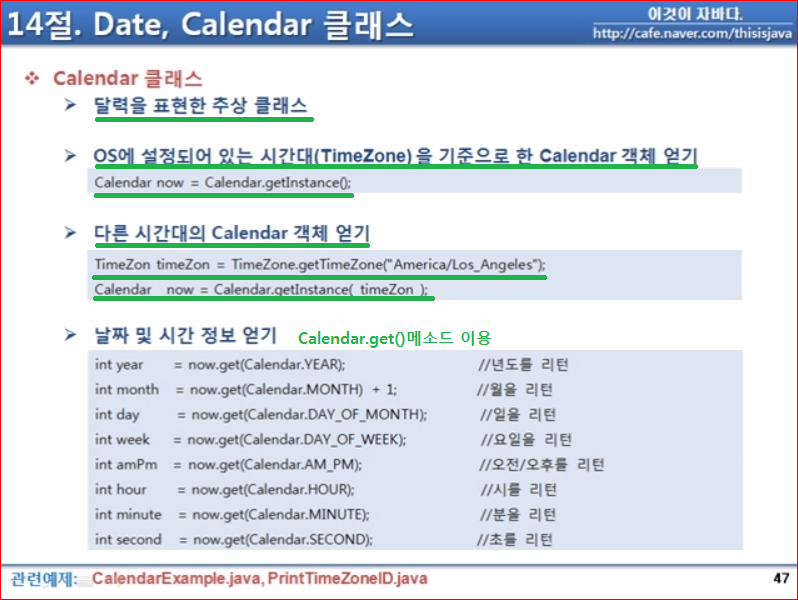 14절. Date, Calendar 클래스
이것이 자바다.
http://cafe.naver.com/thisisjava
❖ Calendar 클래스
➤ 달력을 표현한 추상 클래스
➤ OS에 설정되어 있는 시간대(TimeZone)을 기준으로 한 Calendar 객체 얻기
Calendar now = Calendar.getInstance();
➤ 다른 시간대의 Calendar 객체 얻기
TimeZon timeZon = TimeZone.getTimeZone("America/Los_Angeles");
Calendar now = Calendar.getInstance( timeZon );
➤ 날짜 및 시간 정보 얻기 Calendar.get()메소드 이용
int year = now.get(Calendar.YEAR); //년도를 리턴
int month = now.get(Calendar.MONTH) + 1; //월을 리턴
int day = now.get(Calendar.DAY_OF_MONTH); //일을 리턴
int week = now.get(Calendar.DAY_OF_WEEK); //요일을 리턴
int amPm = now.get(Calendar.AM_PM); //오전/오후를 리턴
int hour = now.get(Calendar.HOUR); //시를 리턴
int minute = now.get(Calendar.MINUTE); //분을 리턴
int second = now.get(Calendar.SECOND); //초를 리턴
관련예제: CalendarExample.java, PrintTimeZoneID.java
47